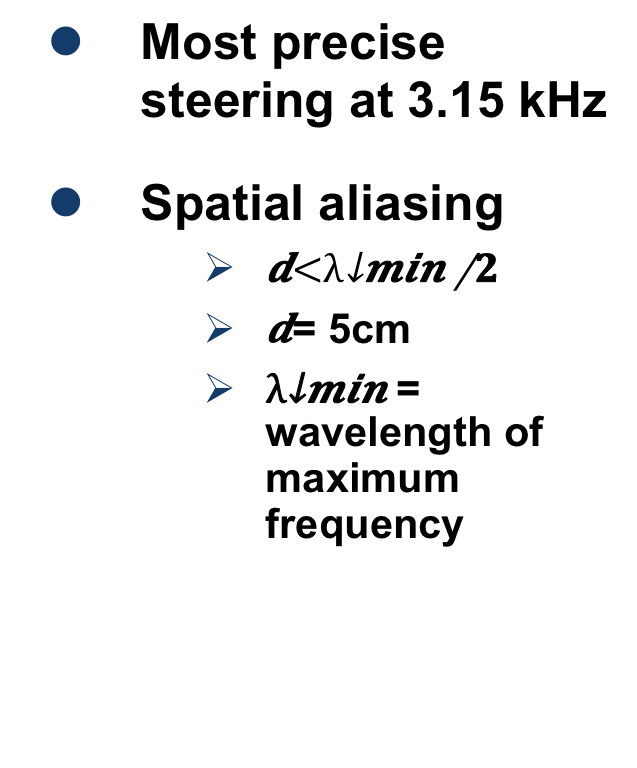 ● Most precise
steering at 3.15 kHz
● Spatial aliasing
➢ d<λ↓min /2
➢ d= 5cm
➢ λ↓min =
wavelength of
maximum
frequency